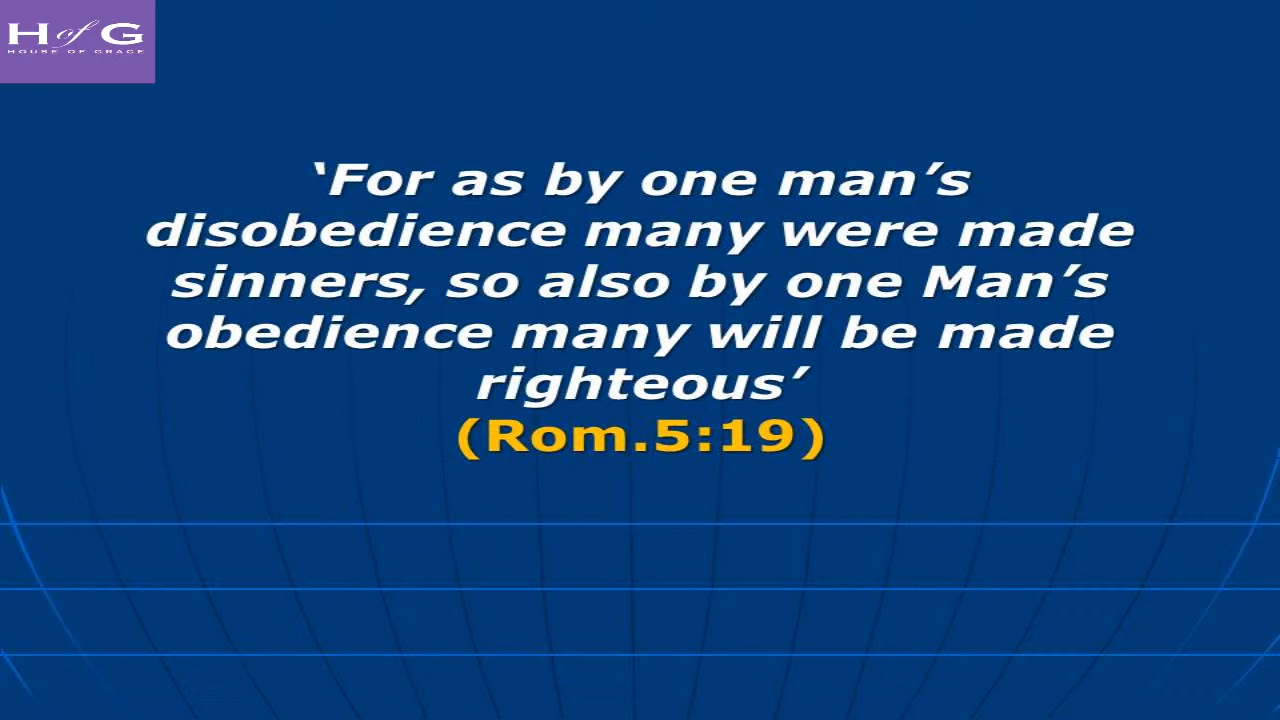 H of G
HOUSE OF GRACE
‘For as by one man’s
disobedience many were made
sinners, so also by one Man’s
obedience many will be made
righteous’
(Rom.5:19)